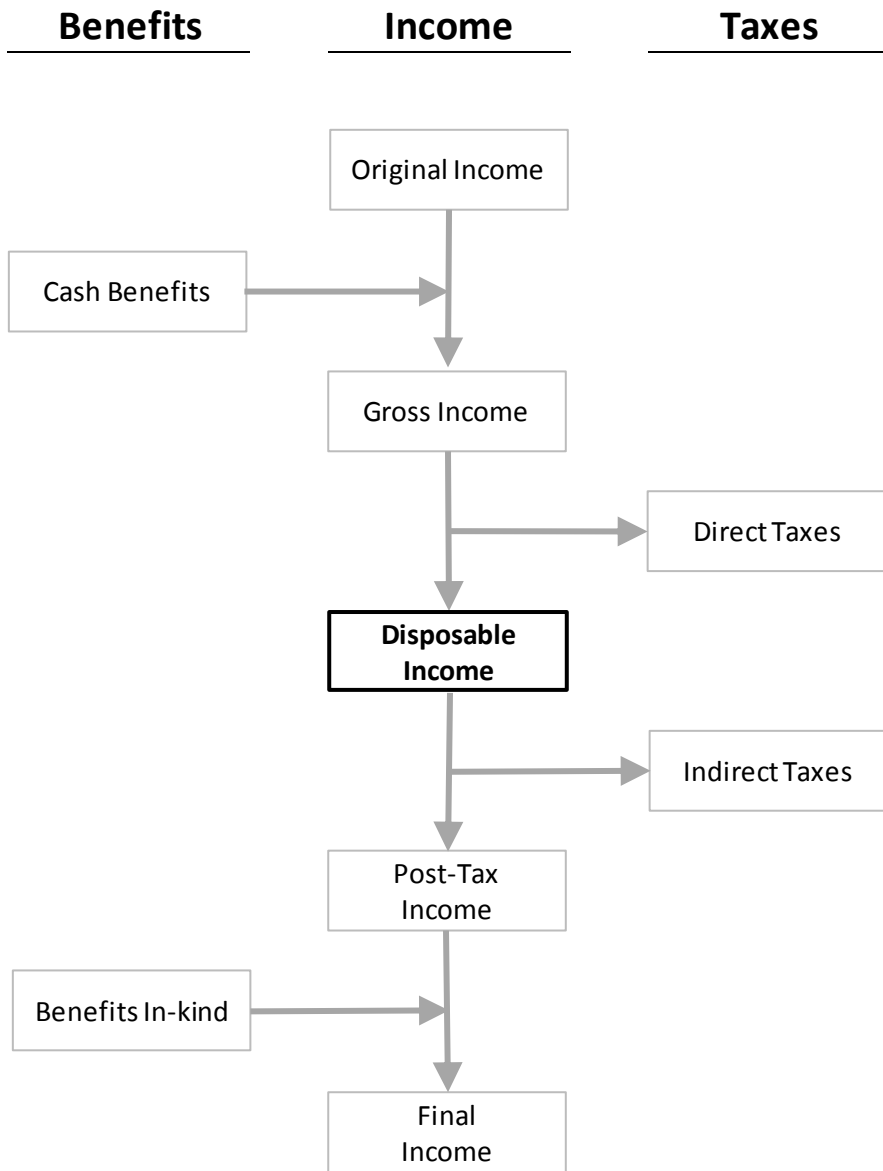 Benefits
Income
Taxes
Original Income
Cash Benefits
Gross Income
Direct Taxes
Disposable
Income
Indirect Taxes
Post-Tax
Income
Benefits In-kind
Final
Income